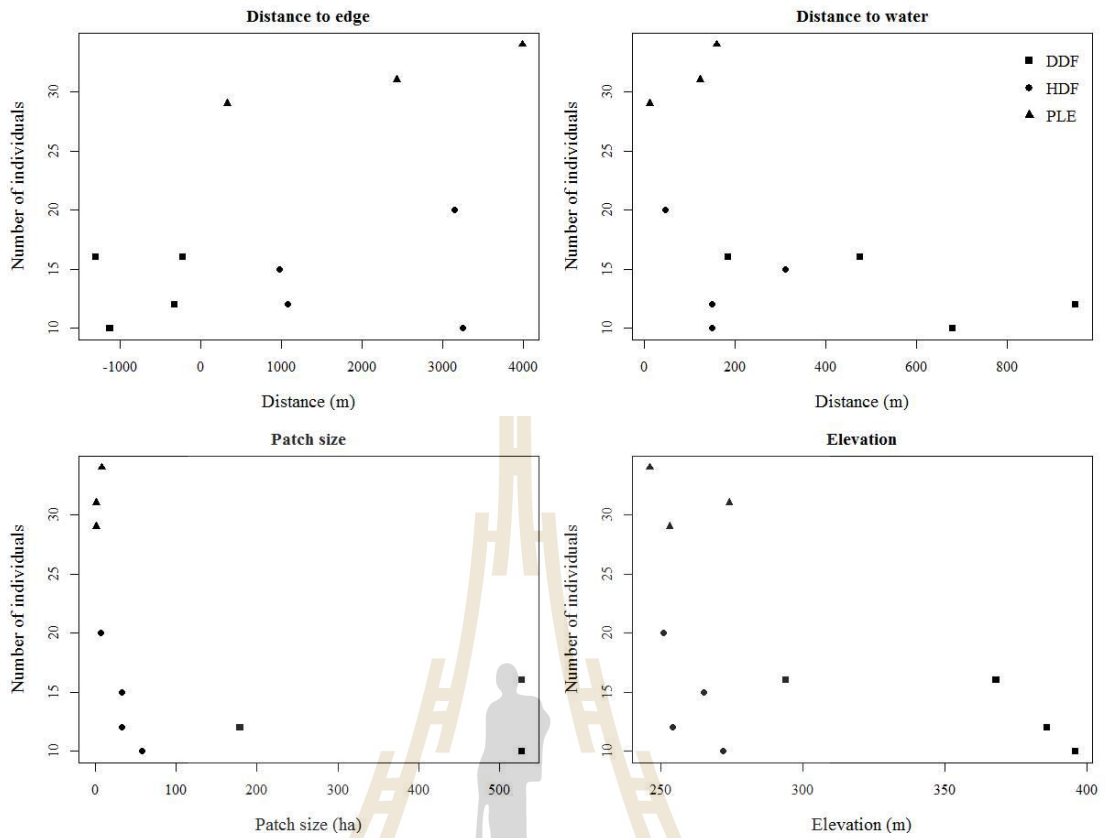 Distance to edge
Number of individuals
30
25
20
15
10
-1000 0 1000 2000 3000 4000
Distance (m)
Distance to water
DDF
HDF
PLE
Number of individuals
30
25
20
15
10
0 200 400 600 800
Distance (m)
Patch size
Number of individuals
30
25
20
15
10
0 100 200 300 400 500
Patch size (ha)
Elevation
Number of individuals
30
25
20
15
10
250 300 350 400
Elevation (m)